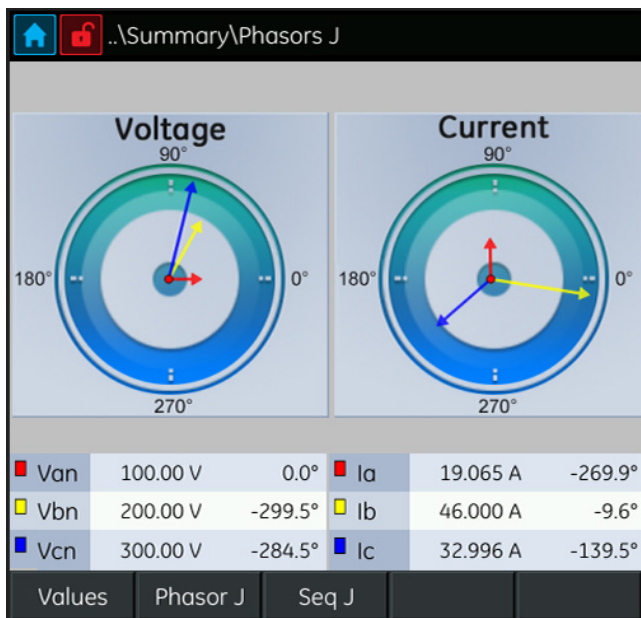 ..\Summary\Phasors J
Voltage
90°
180°
0°
270°
Current
90°
180°
0°
270°
Van 100.00 V 0.0° Ia 19.065 A -269.9°
Vbn 200.00 V -299.5° Ib 46.000 A -9.6°
Vcn 300.00 V -284.5° Ic 32.996 A -139.5°
Values Phasor J Seq J